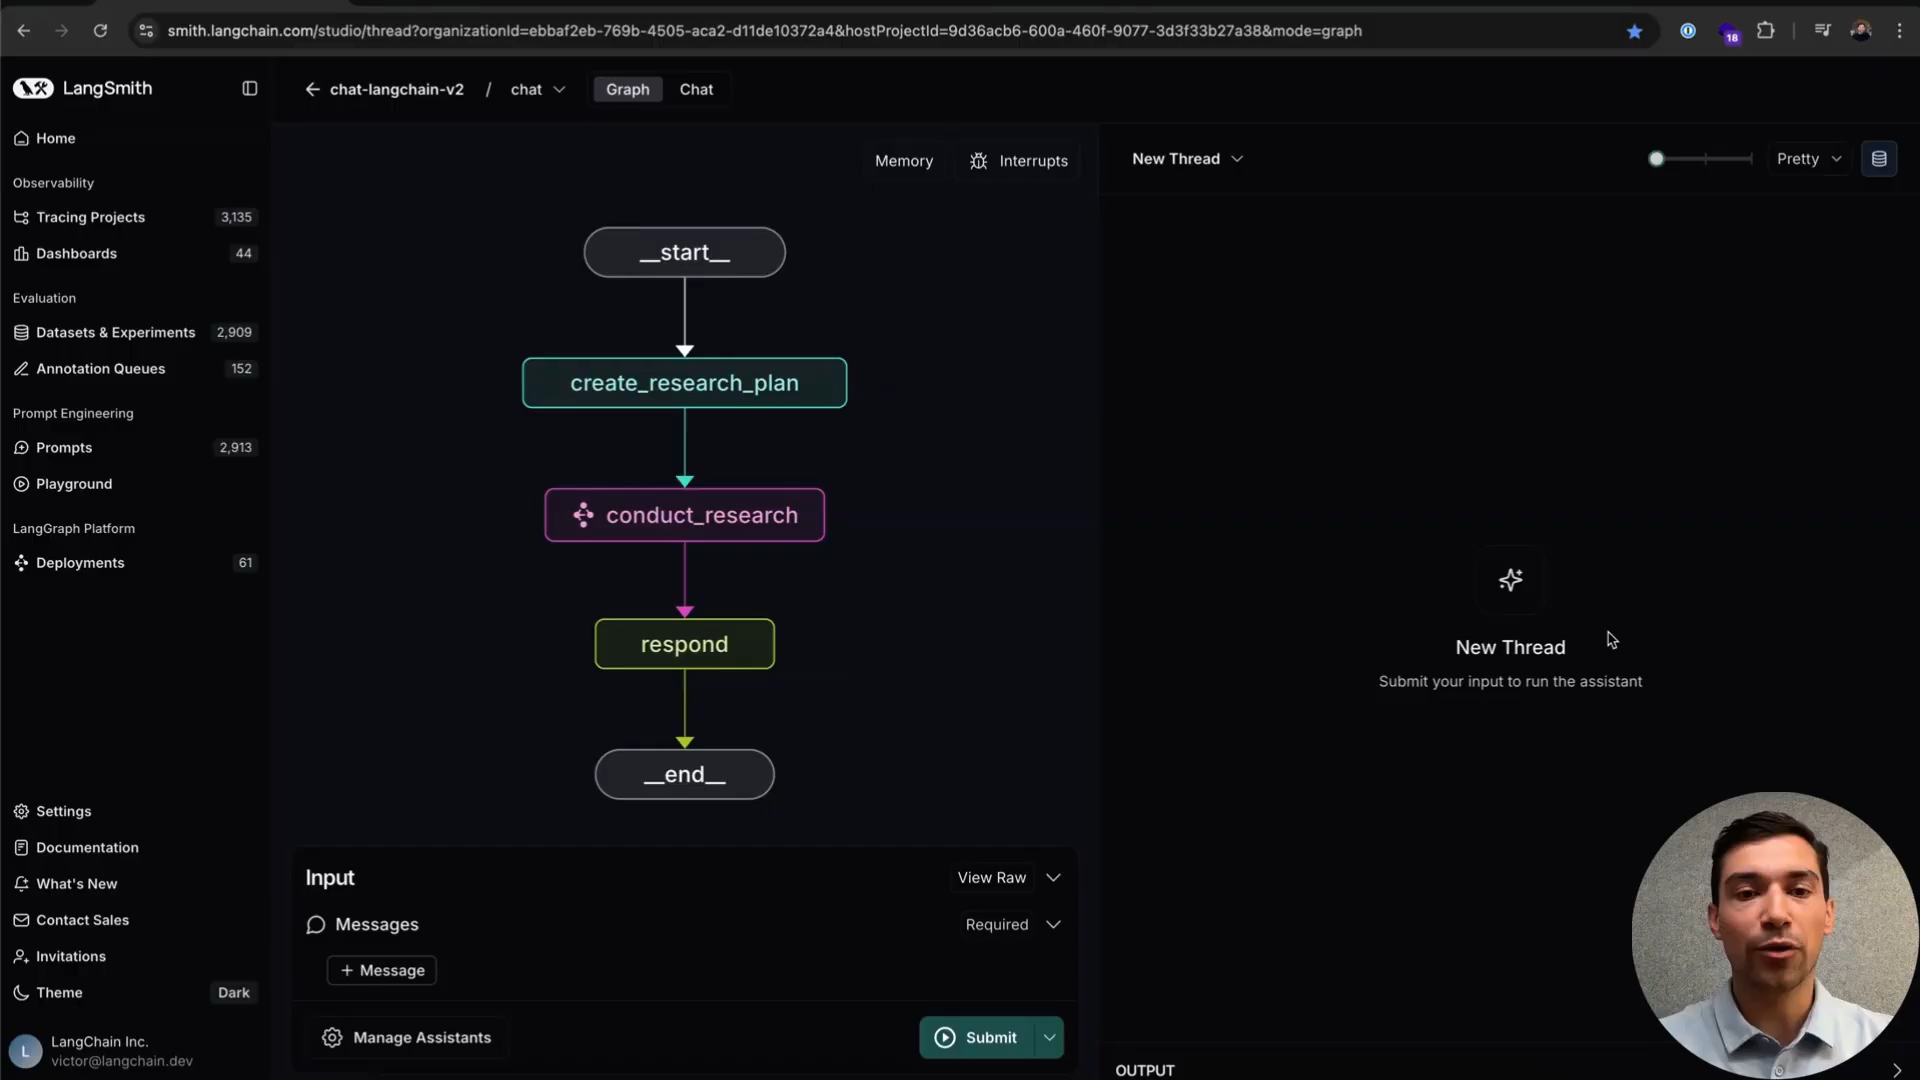 smith.langchain.com/studio/thread?organizationId=ebbaf2eb-769b-4505-aca2-d11de10372a4&hostProjectId=9d36acb6-600a-460f-9077-3d3f33b27a38&mode=graph
18
LangSmith
chat-langchain-v2 / chat
Graph
Chat
Home
Observability
Tracing Projects 3,135
Dashboards 44
Evaluation
Datasets & Experiments 2,909
Annotation Queues 152
Prompt Engineering
Prompts 2,913
Playground
LangGraph Platform
Deployments 61
Settings
Documentation
What's New
Contact Sales
Invitations
Theme Dark
L
LangChain Inc.
victor@langchain.dev
Memory
Interrupts
__start__
create_research_plan
conduct_research
respond
__end__
Input
View Raw
Messages
Required
+ Message
Manage Assistants
Submit
New Thread
Pretty
New Thread
Submit your input to run the assistant
OUTPUT